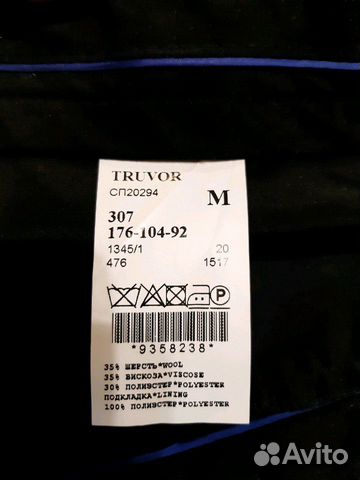 TRUVOR
СП20294
M
307
176-104-92
1345/1 20
476 1517
P
*9358238*
35% ШЕРСТЬ*WOOL
35% ВИСКОЗА*VISCOSE
30% ПОЛИЭСТЕР*POLYESTER
ПОДКЛАДКА*LINING
100% ПОЛИЭСТЕР*POLYESTER
Avito